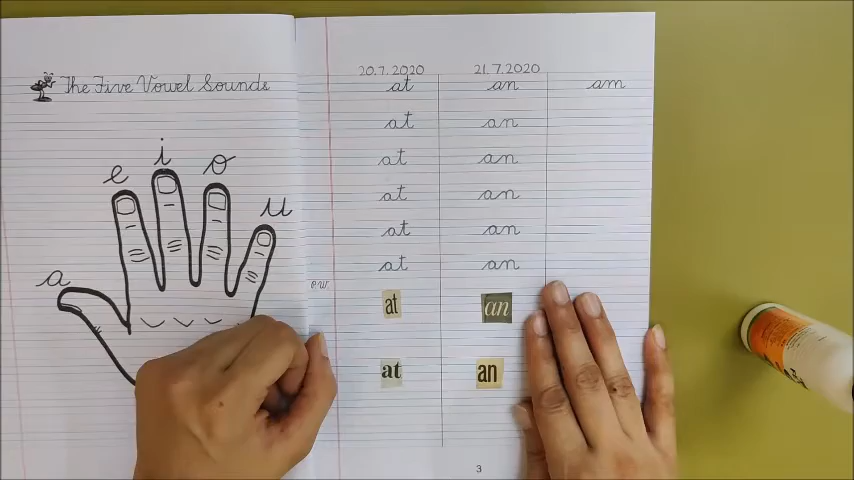 The Five Vowel Sounds
a
e
i
o
u
20.7.2020 21.7.2020
at an am
at an
at an
at an
at an
at an
c.w.
at an
at an
3